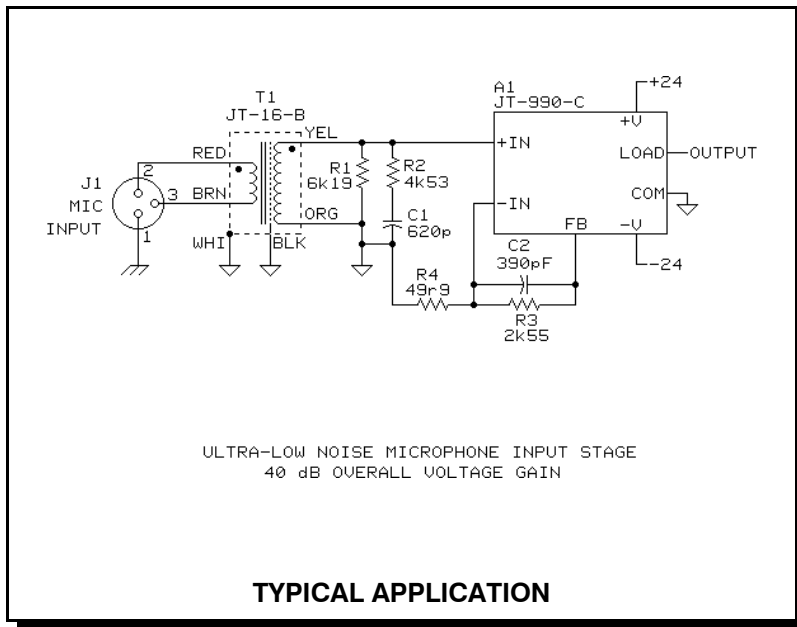 A1
JT-990-C
+24
+V
T1
JT-16-B
YEL
+IN
LOAD
OUTPUT
RED
2
R1
6k19
R2
4k53
J1
MIC
INPUT
3
BRN
-IN
COM
ORG
C1
620p
1
WHI
BLK
FB
-V
C2
390pF
-24
R4
49r9
R3
2k55
ULTRA-LOW NOISE MICROPHONE INPUT STAGE
40 dB OVERALL VOLTAGE GAIN
TYPICAL APPLICATION